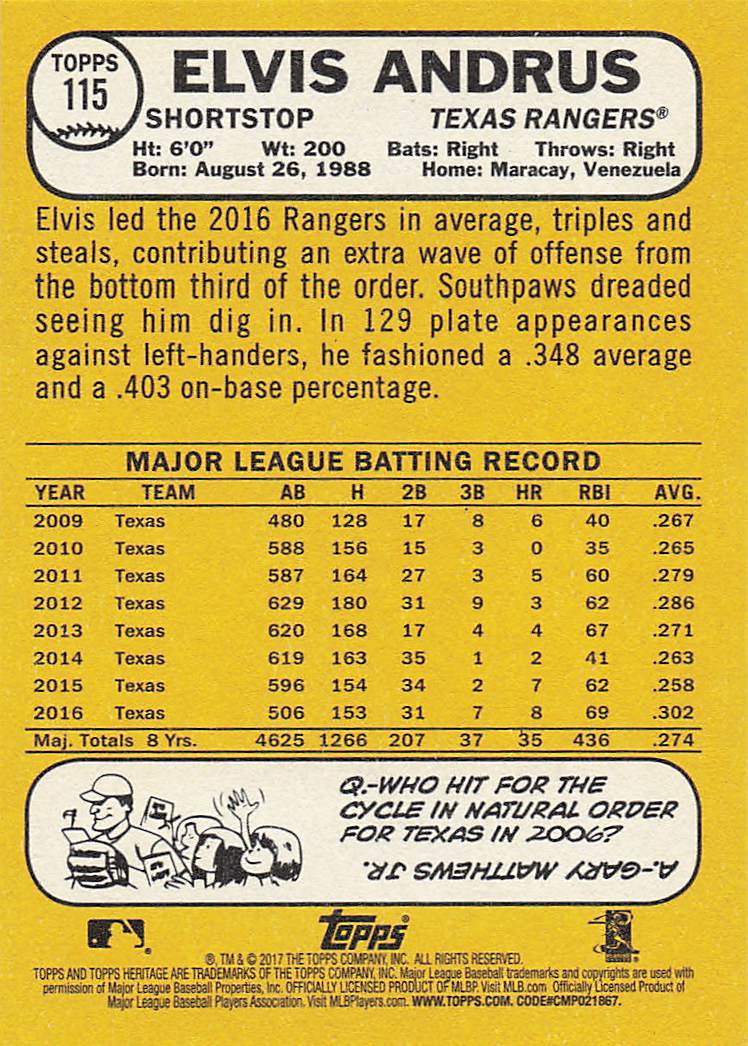 TOPPS
115
ELVIS ANDRUS
SHORTSTOP TEXAS RANGERS®
Ht: 6'0" Wt: 200 Bats: Right Throws: Right
Born: August 26, 1988 Home: Maracay, Venezuela
Elvis led the 2016 Rangers in average, triples and
steals, contributing an extra wave of offense from
the bottom third of the order. Southpaws dreaded
seeing him dig in. In 129 plate appearances
against left-handers, he fashioned a .348 average
and a .403 on-base percentage.
MAJOR LEAGUE BATTING RECORD
YEAR TEAM AB H 2B 3B HR RBI AVG.
2009 Texas 480 128 17 8 6 40 .267
2010 Texas 588 156 15 3 0 35 .265
2011 Texas 587 164 27 3 5 60 .279
2012 Texas 629 180 31 9 3 62 .286
2013 Texas 620 168 17 4 4 67 .271
2014 Texas 619 163 35 1 2 41 .263
2015 Texas 596 154 34 2 7 62 .258
2016 Texas 506 153 31 7 8 69 .302
Maj. Totals 8 Yrs. 4625 1266 207 37 35 436 .274
Q.-WHO HIT FOR THE
CYCLE IN NATURAL ORDER
FOR TEXAS IN 2006?
A.-GARY MATTHEWS JR.
topps®
®, TM & © 2017 THE TOPPS COMPANY, INC. ALL RIGHTS RESERVED.
TOPPS AND TOPPS HERITAGE ARE TRADEMARKS OF THE TOPPS COMPANY, INC. Major League Baseball trademarks and copyrights are used with
permission of Major League Baseball Properties, Inc. OFFICIALLY LICENSED PRODUCT OF MLBP. Visit MLB.com Officially Licensed Product of
Major League Baseball Players Association. Visit MLBPlayers.com. WWW.TOPPS.COM. CODE#CMP021867.